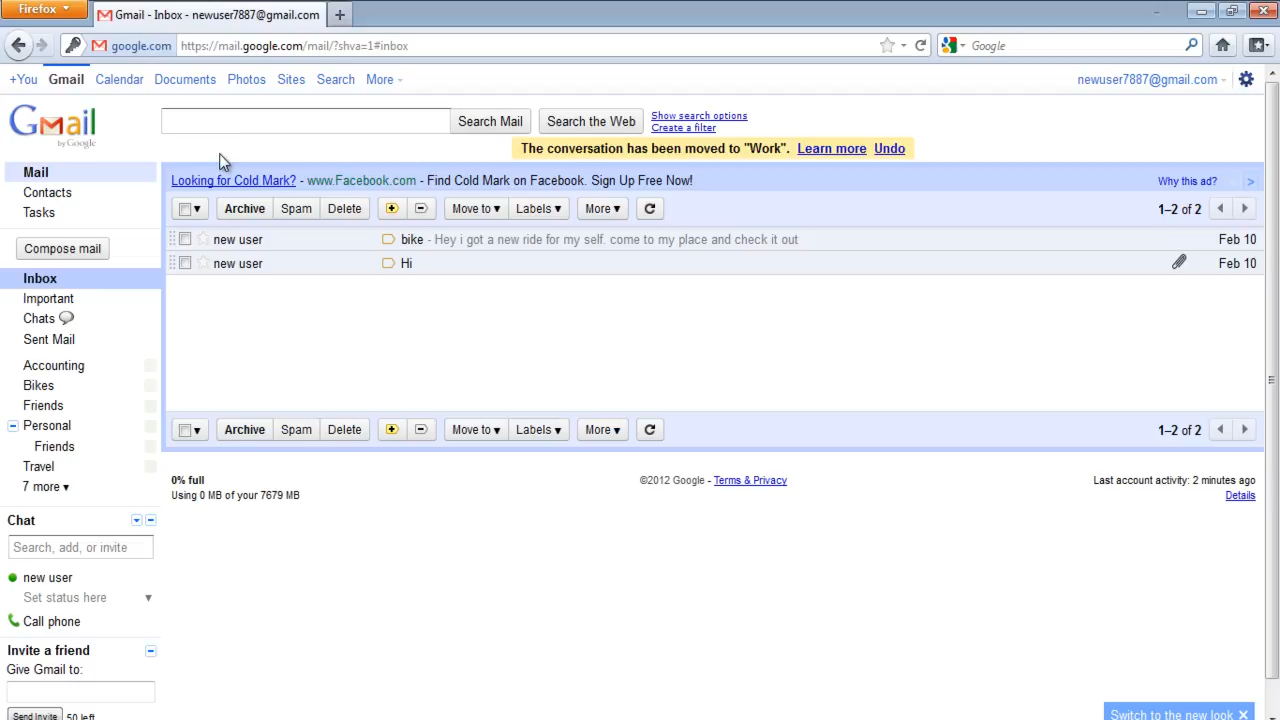 Firefox
Gmail - Inbox - newuser7887@gmail.com
google.com https://mail.google.com/mail/?shva=1#inbox
Google
+You Gmail Calendar Documents Photos Sites Search More
newuser7887@gmail.com
Gmail
by Google
Search Mail Search the Web
Show search options
Create a filter
The conversation has been moved to "Work". Learn more Undo
Mail
Contacts
Tasks
Compose mail
Inbox
Important
Chats
Sent Mail
Accounting
Bikes
Friends
Personal
Friends
Travel
7 more
Chat
Search, add, or invite
new user
Set status here
Call phone
Invite a friend
Give Gmail to:
Send Invite 50 left
Looking for Cold Mark? - www.Facebook.com - Find Cold Mark on Facebook. Sign Up Free Now! Why this ad? >
Archive Spam Delete Move to Labels More 1–2 of 2
new user bike - Hey i got a new ride for my self. come to my place and check it out Feb 10
new user Hi Feb 10
Archive Spam Delete Move to Labels More 1–2 of 2
0% full
Using 0 MB of your 7679 MB
©2012 Google - Terms & Privacy
Last account activity: 2 minutes ago
Details
Switch to the new look